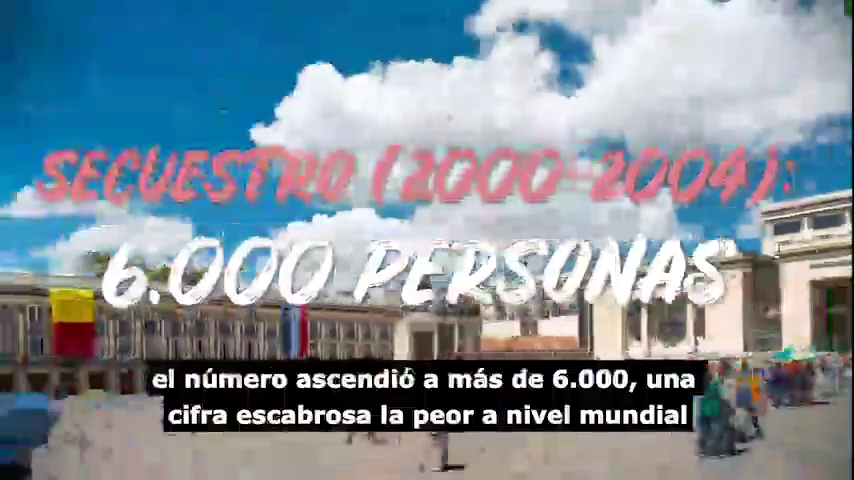 SECUESTRO (2000-2004):
6.000 PERSONAS
el número ascendió a más de 6.000, una
cifra escabrosa la peor a nivel mundial